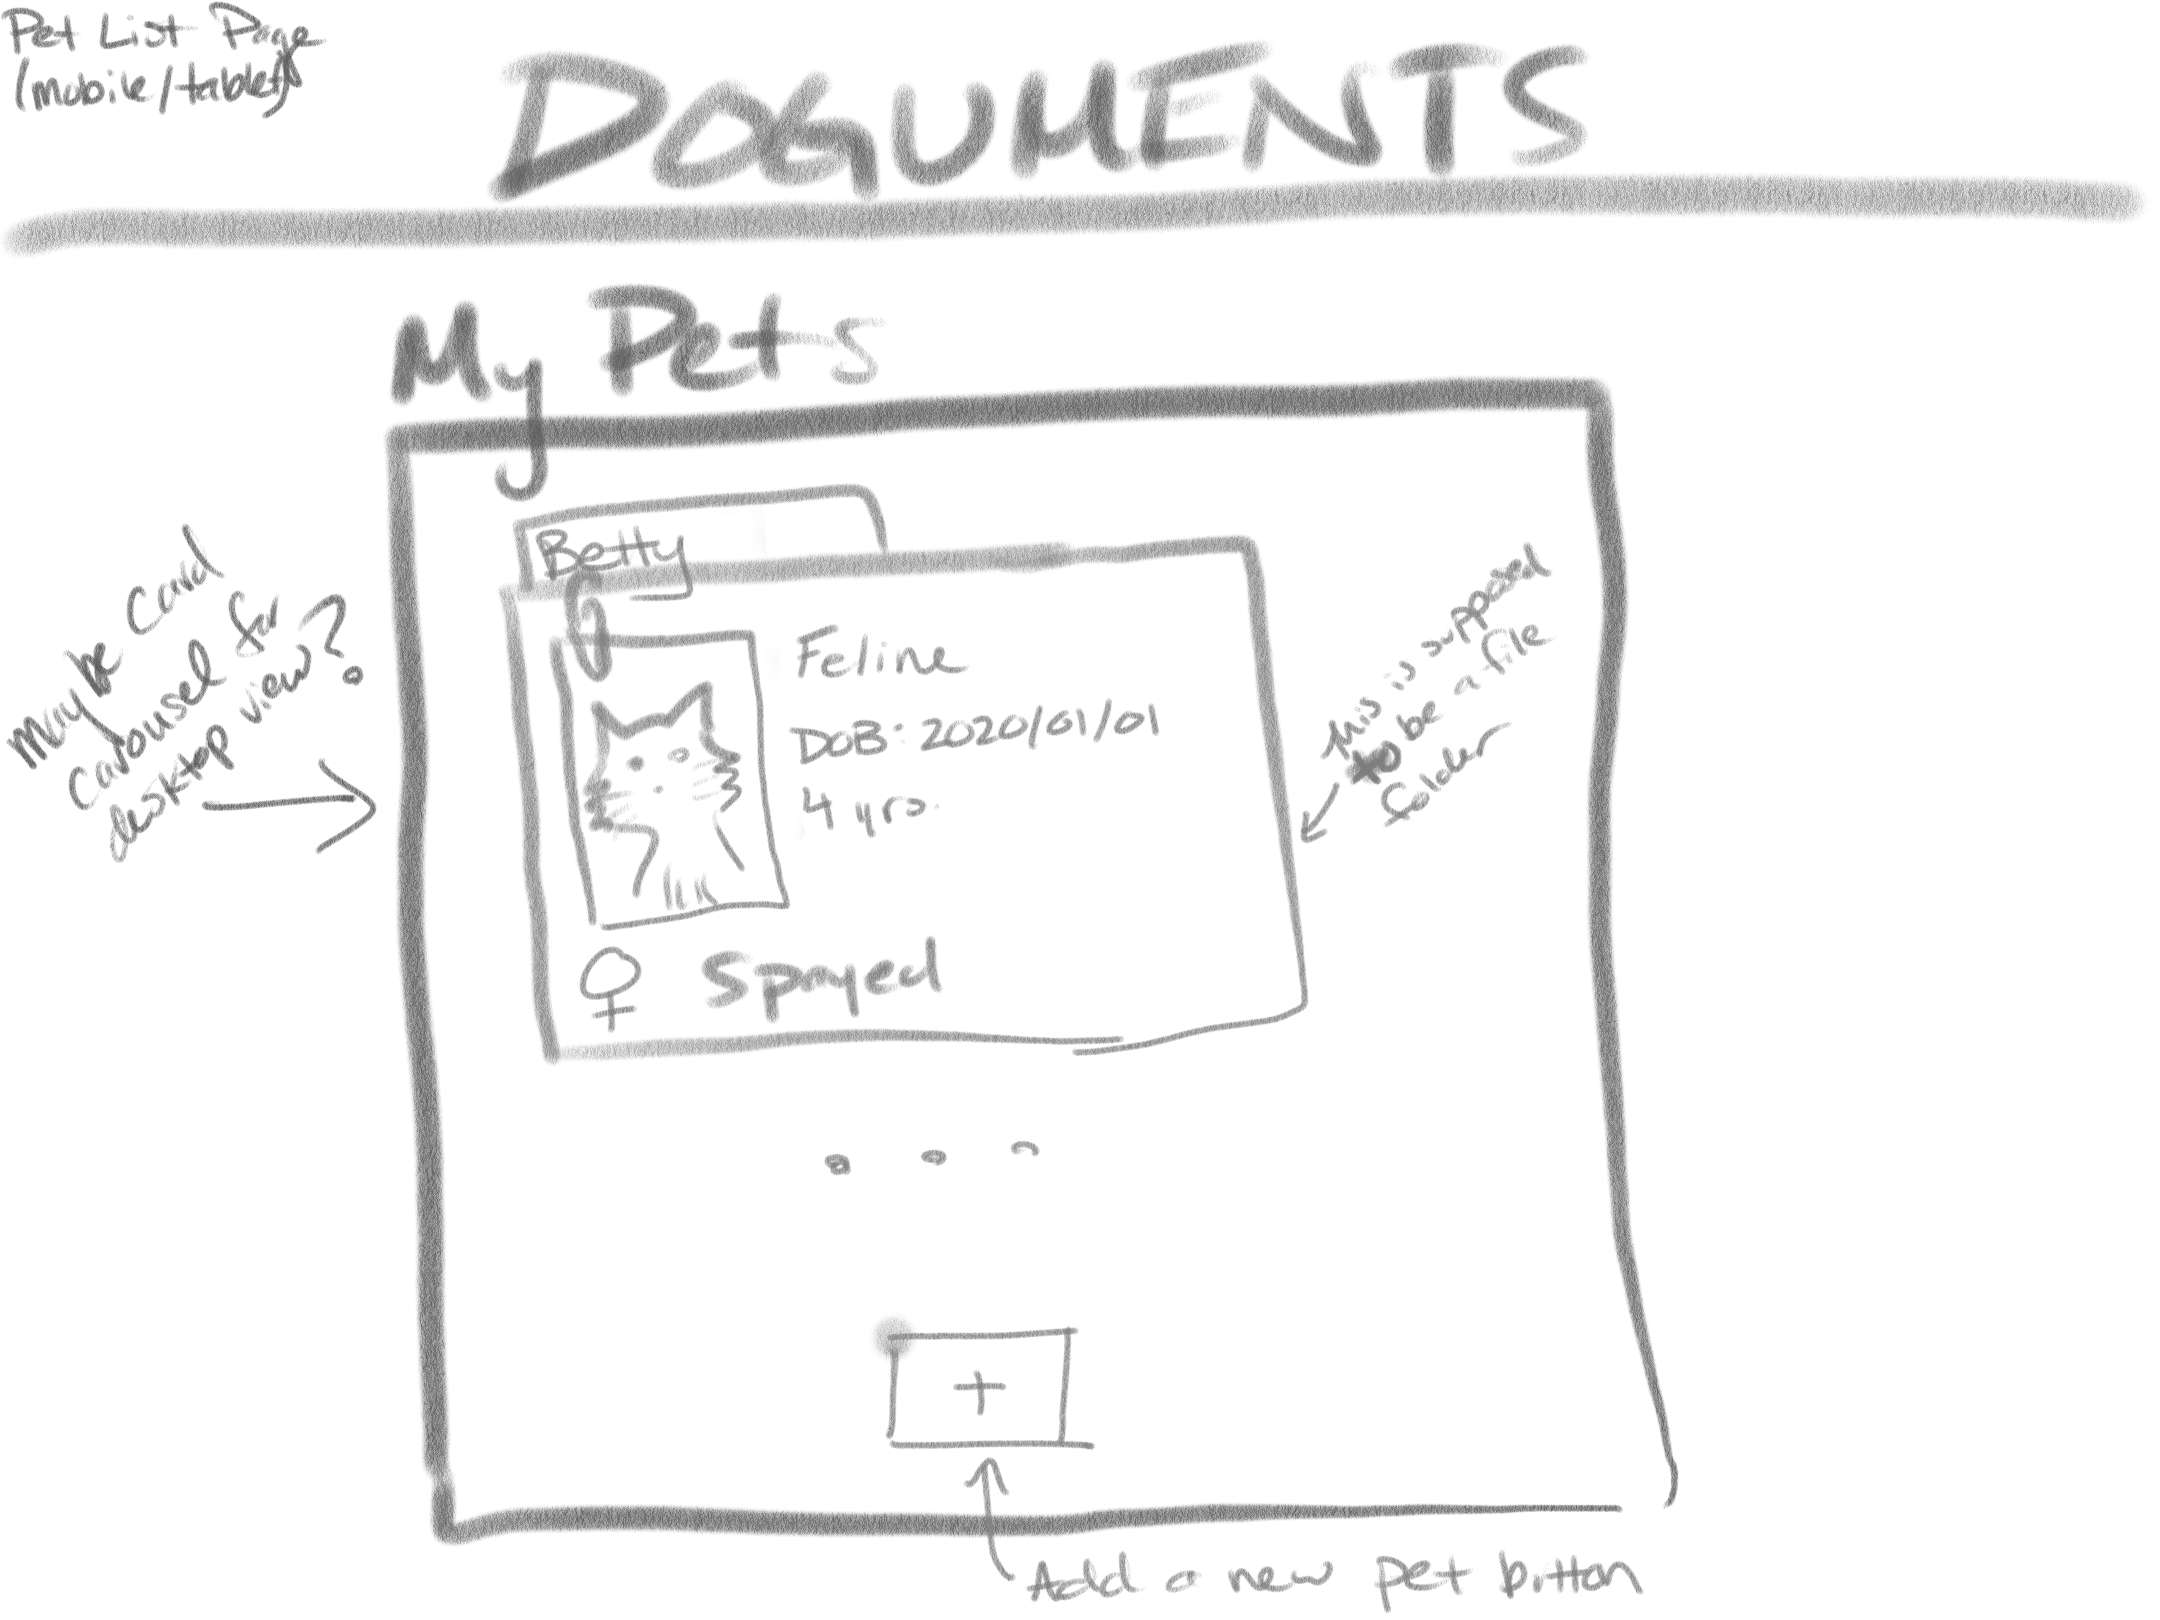 Pet List Page
(mobile/tablet)
DOGUMENTS
My Pets
Betty
Feline
DOB: 2020/01/01
4 yrs.
Sprayed
maybe Card
Carousel for
desktop view?
this is supposed
to be a file
folder
+
Add a new pet button